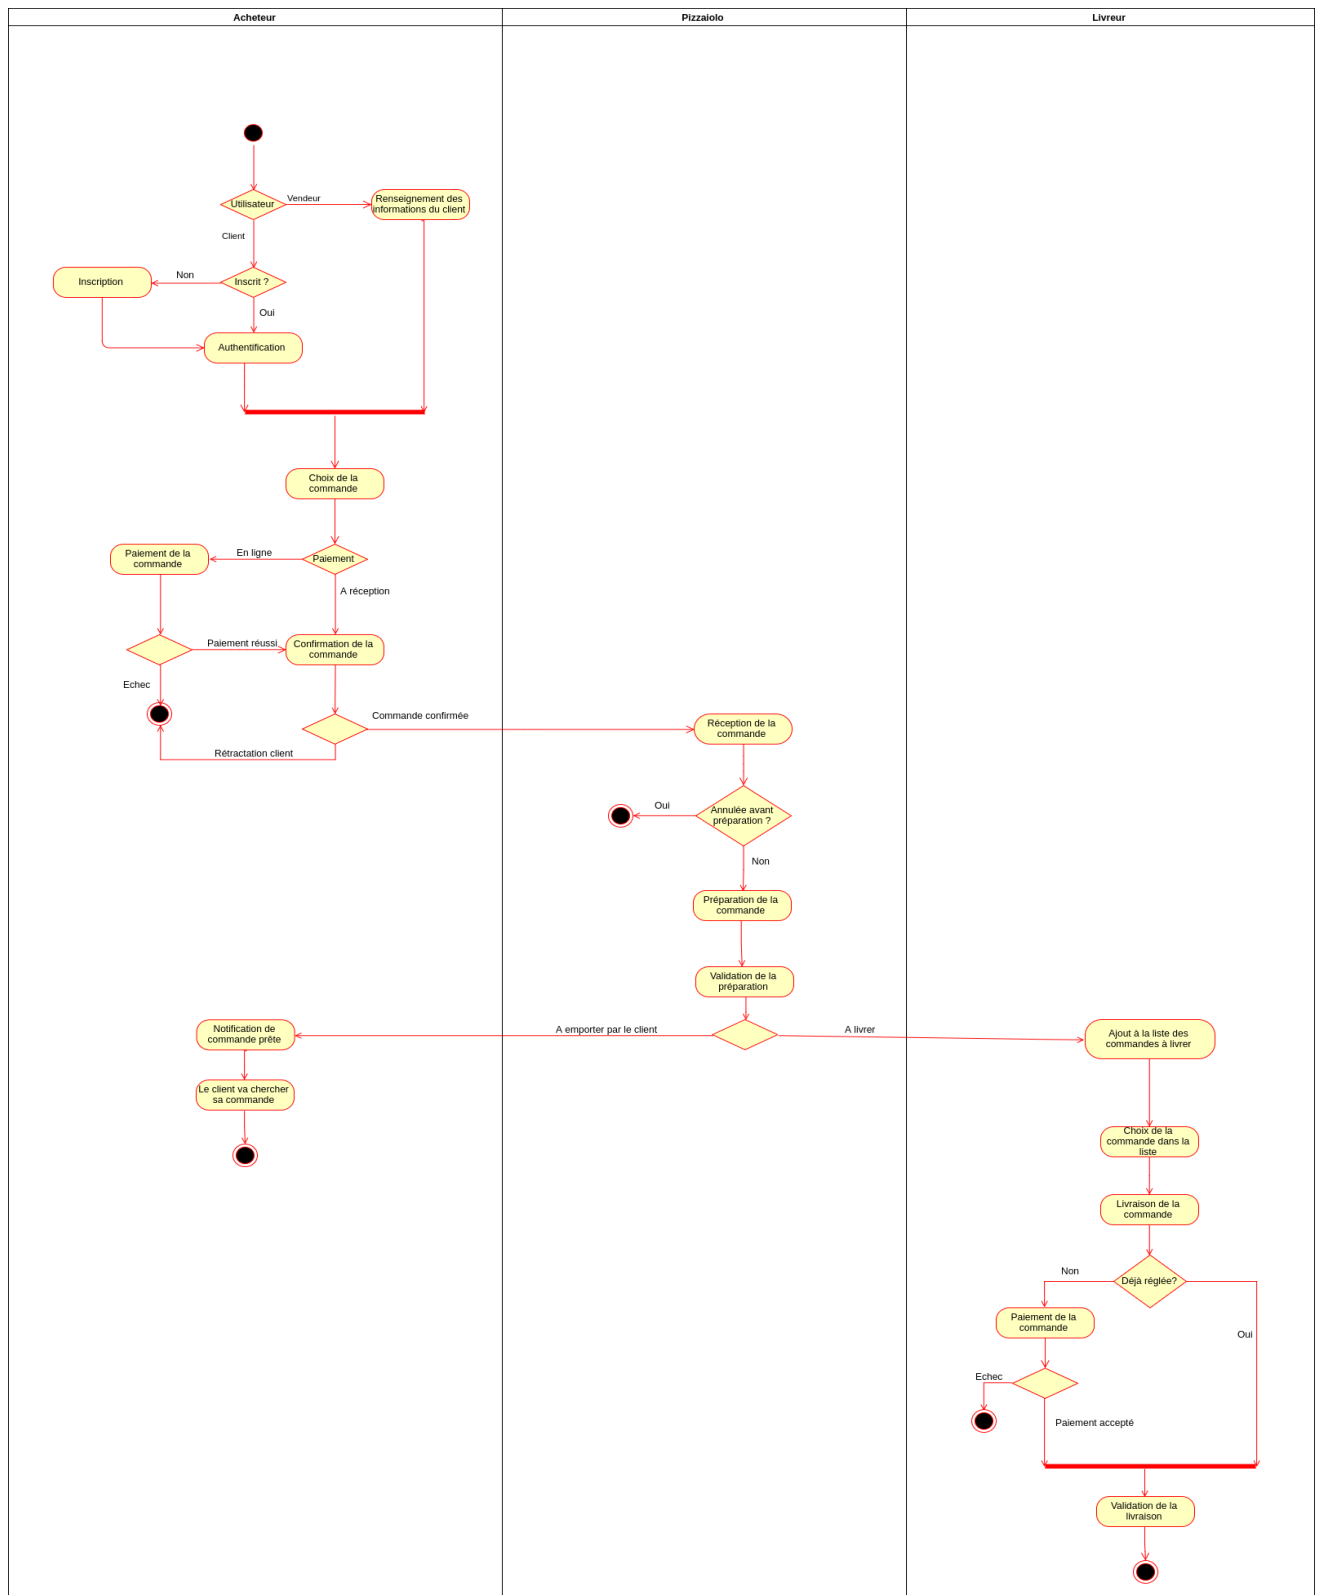 Acheteur
Pizzaiolo
Livreur
Utilisateur
Vendeur
Renseignement des
informations du client
Client
Inscription
Non
Inscrit ?
Oui
Authentification
Choix de la
commande
Paiement de la
commande
En ligne
Paiement
A réception
Paiement réussi
Confirmation de la
commande
Echec
Commande confirmée
Rétractation client
Réception de la
commande
Oui
Annulée avant
préparation ?
Non
Préparation de la
commande
Validation de la
préparation
Notification de
commande prête
A emporter par le client
A livrer
Ajout à la liste des
commandes à livrer
Le client va chercher
sa commande
Choix de la
commande dans la
liste
Livraison de la
commande
Non
Déjà réglée?
Paiement de la
commande
Oui
Echec
Paiement accepté
Validation de la
livraison